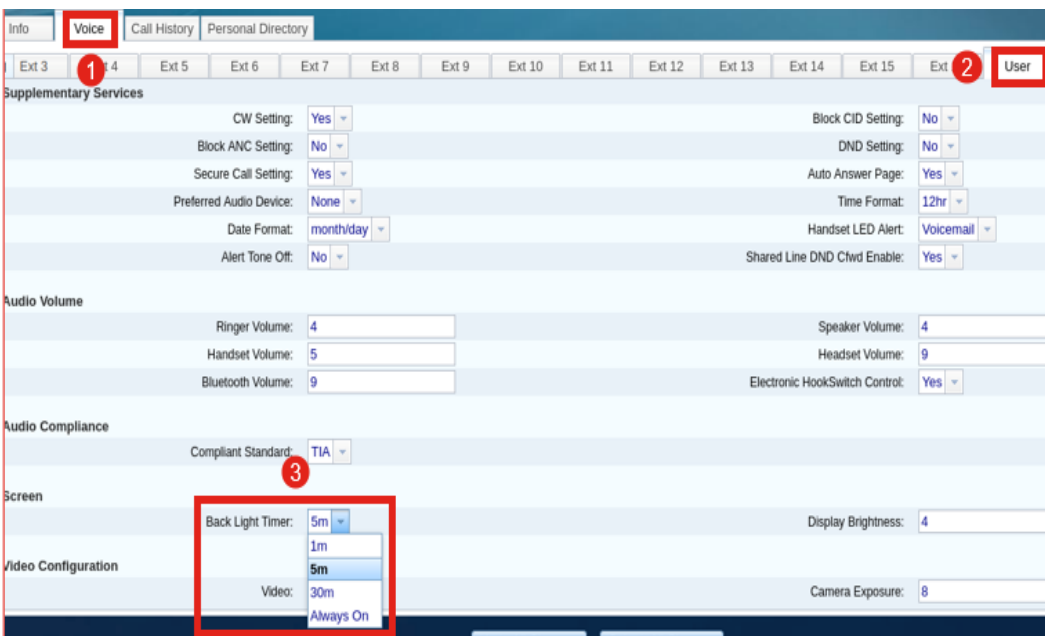 Info Voice Call History Personal Directory
1 2
Ext 3 4 Ext 5 Ext 6 Ext 7 Ext 8 Ext 9 Ext 10 Ext 11 Ext 12 Ext 13 Ext 14 Ext 15 Ext User
Supplementary Services
CW Setting: Yes Block CID Setting: No
Block ANC Setting: No DND Setting: No
Secure Call Setting: Yes Auto Answer Page: Yes
Preferred Audio Device: None Time Format: 12hr
Date Format: month/day Handset LED Alert: Voicemail
Alert Tone Off: No Shared Line DND Cfwd Enable: Yes
Audio Volume
Ringer Volume: 4 Speaker Volume: 4
Handset Volume: 5 Headset Volume: 9
Bluetooth Volume: 9 Electronic HookSwitch Control: Yes
Audio Compliance
Compliant Standard: TIA
3
Screen
Back Light Timer: 5m Display Brightness: 4
1m
Video Configuration 5m
Video: 30m Camera Exposure: 8
Always On